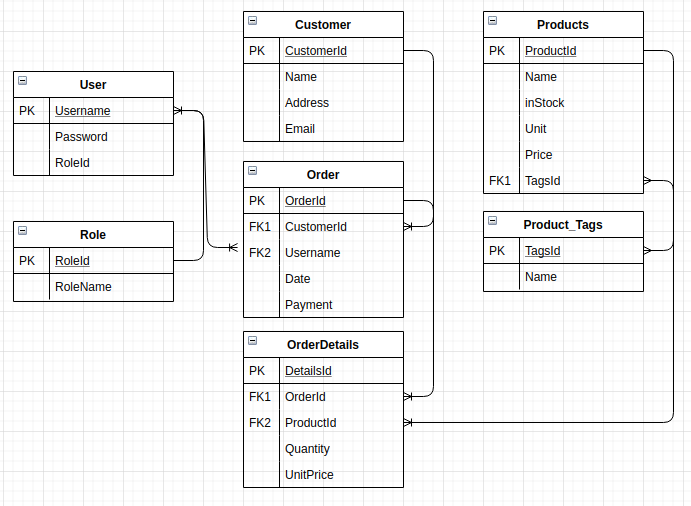 Customer
PK CustomerId
Name
Address
Email
Products
PK ProductId
Name
inStock
Unit
Price
FK1 TagsId
User
PK Username
Password
RoleId
Order
PK OrderId
FK1 CustomerId
FK2 Username
Date
Payment
Role
PK RoleId
RoleName
Product_Tags
PK TagsId
Name
OrderDetails
PK DetailsId
FK1 OrderId
FK2 ProductId
Quantity
UnitPrice